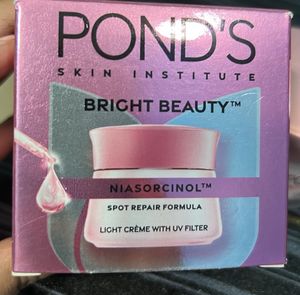 POND'S
SKIN INSTITUTE
BRIGHT BEAUTY™
NIASORCINOL™
SPOT REPAIR FORMULA
LIGHT CRÈME WITH UV FILTER